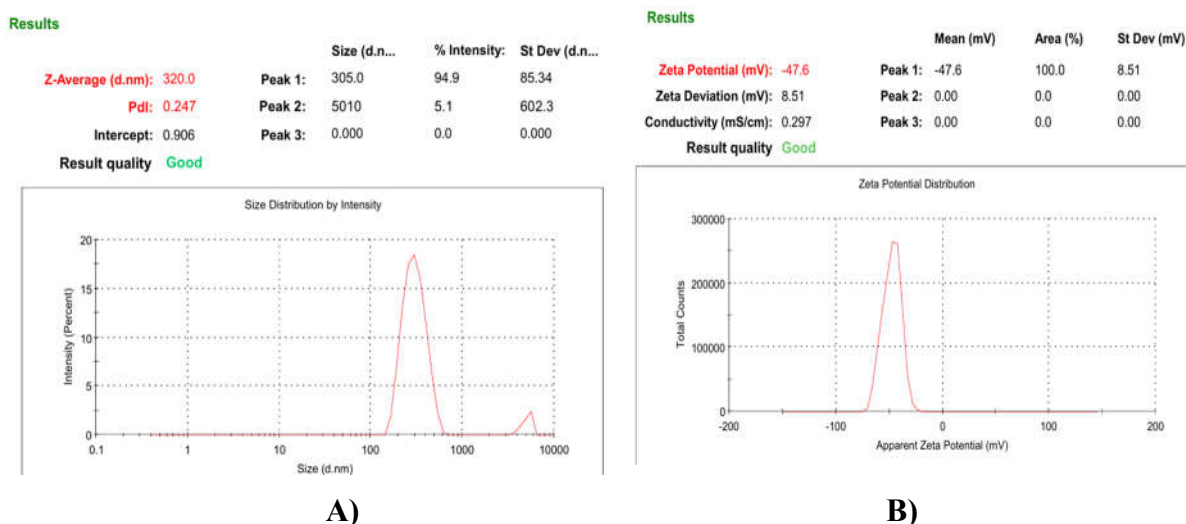 Results
Size (d.n... % Intensity: St Dev (d.n...
Z-Average (d.nm): 320.0 Peak 1: 305.0 94.9 85.34
PdI: 0.247 Peak 2: 5010 5.1 602.3
Intercept: 0.906 Peak 3: 0.000 0.0 0.000
Result quality Good
Size Distribution by Intensity
Intensity (Percent)
20
15
10
5
0
0.1 1 10 100 1000 10000
Size (d.nm)
A)
Results
Mean (mV) Area (%) St Dev (mV)
Zeta Potential (mV): -47.6 Peak 1: -47.6 100.0 8.51
Zeta Deviation (mV): 8.51 Peak 2: 0.00 0.0 0.00
Conductivity (mS/cm): 0.297 Peak 3: 0.00 0.0 0.00
Result quality Good
Zeta Potential Distribution
Total Counts
300000
200000
100000
0
-200 -100 0 100 200
Apparent Zeta Potential (mV)
B)